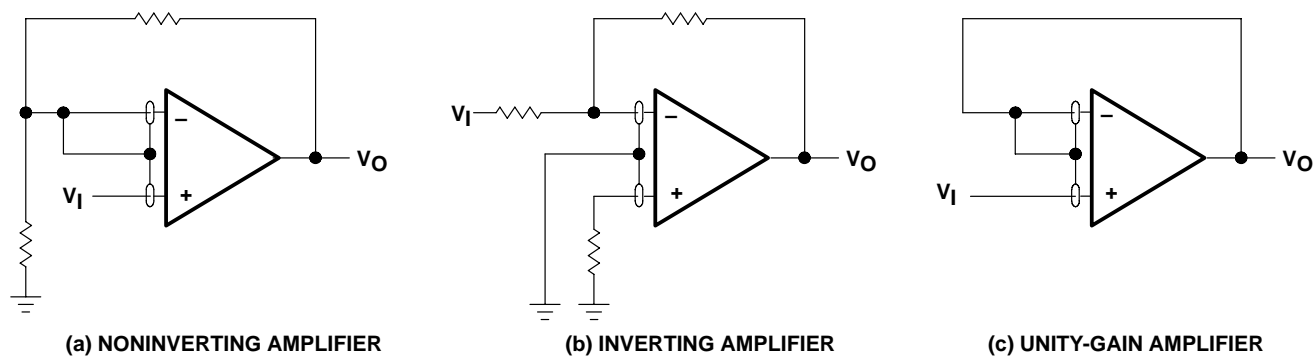 V_I
−
+
V_O
(a) NONINVERTING AMPLIFIER
V_I
−
+
V_O
(b) INVERTING AMPLIFIER
V_I
−
+
V_O
(c) UNITY-GAIN AMPLIFIER